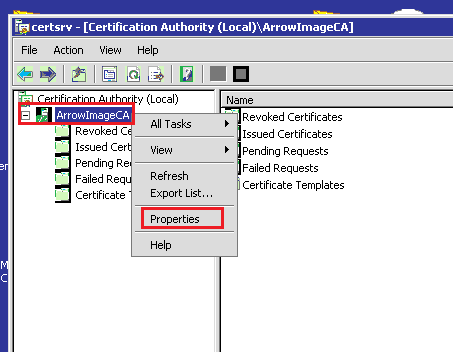 certsrv - [Certification Authority (Local)\ArrowImageCA]
File Action View Help
Certification Authority (Local)
ArrowImageCA
Revoked Ce
Issued Cert
Pending Re
Failed Requ
Certificate T
All Tasks
View
Refresh
Export List...
Properties
Help
Name
Revoked Certificates
Issued Certificates
Pending Requests
Failed Requests
Certificate Templates